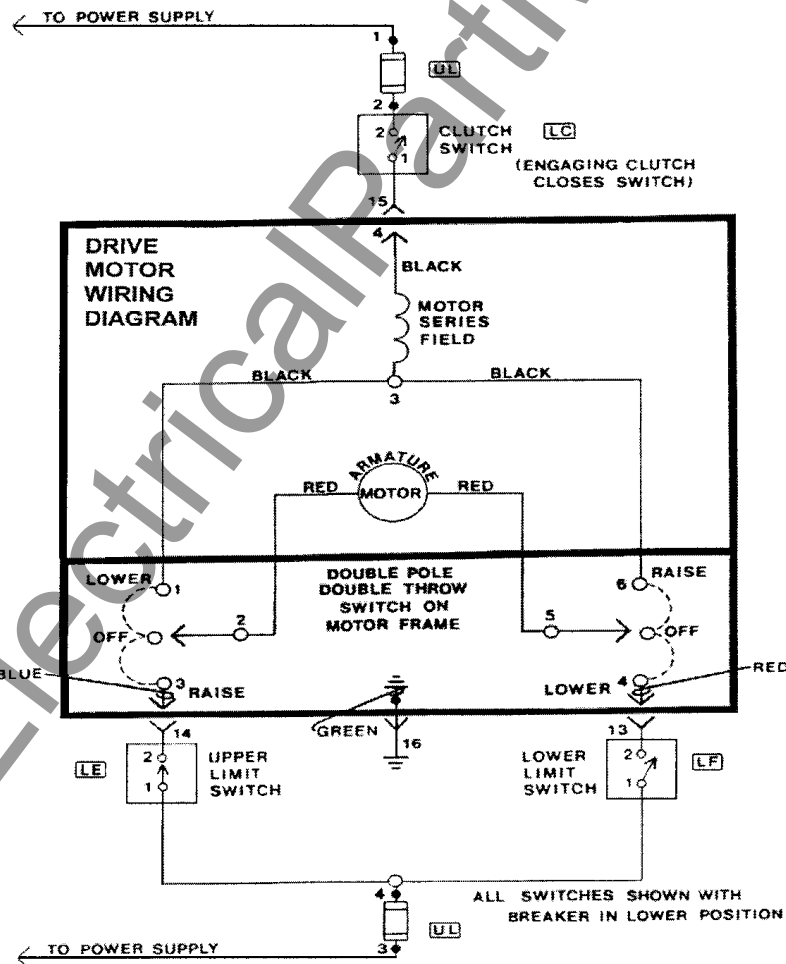 TO POWER SUPPLY
1
UL
2
2
CLUTCH
SWITCH
LC
1
(ENGAGING CLUTCH
CLOSES SWITCH)
15
4
DRIVE
MOTOR
WIRING
DIAGRAM
BLACK
MOTOR
SERIES
FIELD
BLACK
BLACK
3
ARMATURE
RED
MOTOR
RED
LOWER
1
DOUBLE POLE
DOUBLE THROW
SWITCH ON
MOTOR FRAME
6
RAISE
OFF
2
5
OFF
BLUE
3
RAISE
LOWER
4
RED
GREEN
14
16
13
LE
2
1
UPPER
LIMIT
SWITCH
LOWER
LIMIT
SWITCH
2
1
LF
4
ALL SWITCHES SHOWN WITH
BREAKER IN LOWER POSITION
UL
3
TO POWER SUPPLY